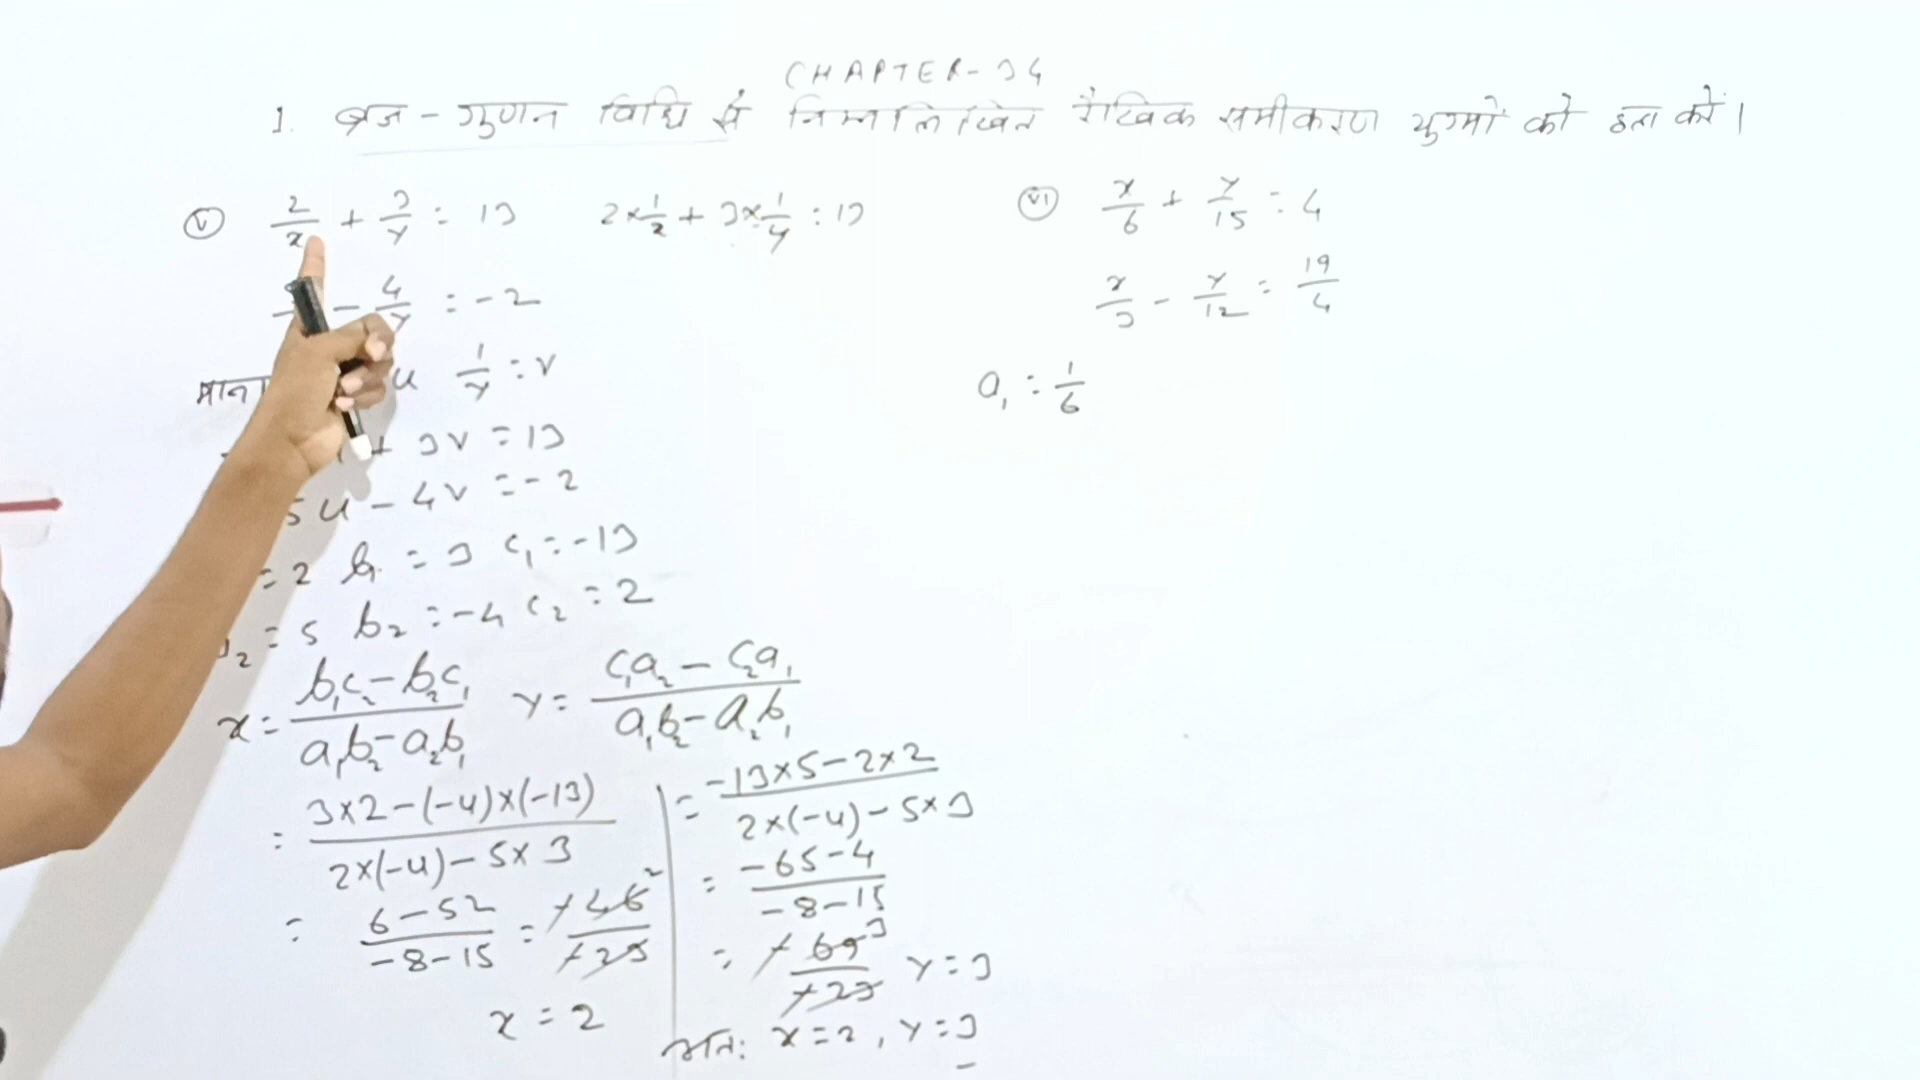 CHAPTER-34
1. ब्रज-गुणन विधि से निम्नलिखित रैखिक समीकरण युग्मों को हल करें।
(v) 2/x + 3/y = 13 2×1/x + 3×1/y = 13
- 4/y = -2
माना u 1/y = v
+ 3v = 13
5u - 4v = -2
= 2 b₁ = 3 c₁ = -13
₂ = 5 b₂ = -4 c₂ = 2
x = (b₁c₂ - b₂c₁)/(a₁b₂ - a₂b₁) y = (c₁a₂ - c₂a₁)/(a₁b₂ - a₂b₁)
= (3×2-(-4)×(-13))/(2×(-4)-5×3)
= (6-52)/(-8-15) = -46/-23 2
x = 2
= (-13×5-2×2)/(2×(-4)-5×3)
= (-65-4)/(-8-15)
= -69/-23 3 y = 3
अतः x = 2, y = 3
(vi) x/6 + y/15 = 4
x/3 - y/12 = 19/4
a₁ = 1/6